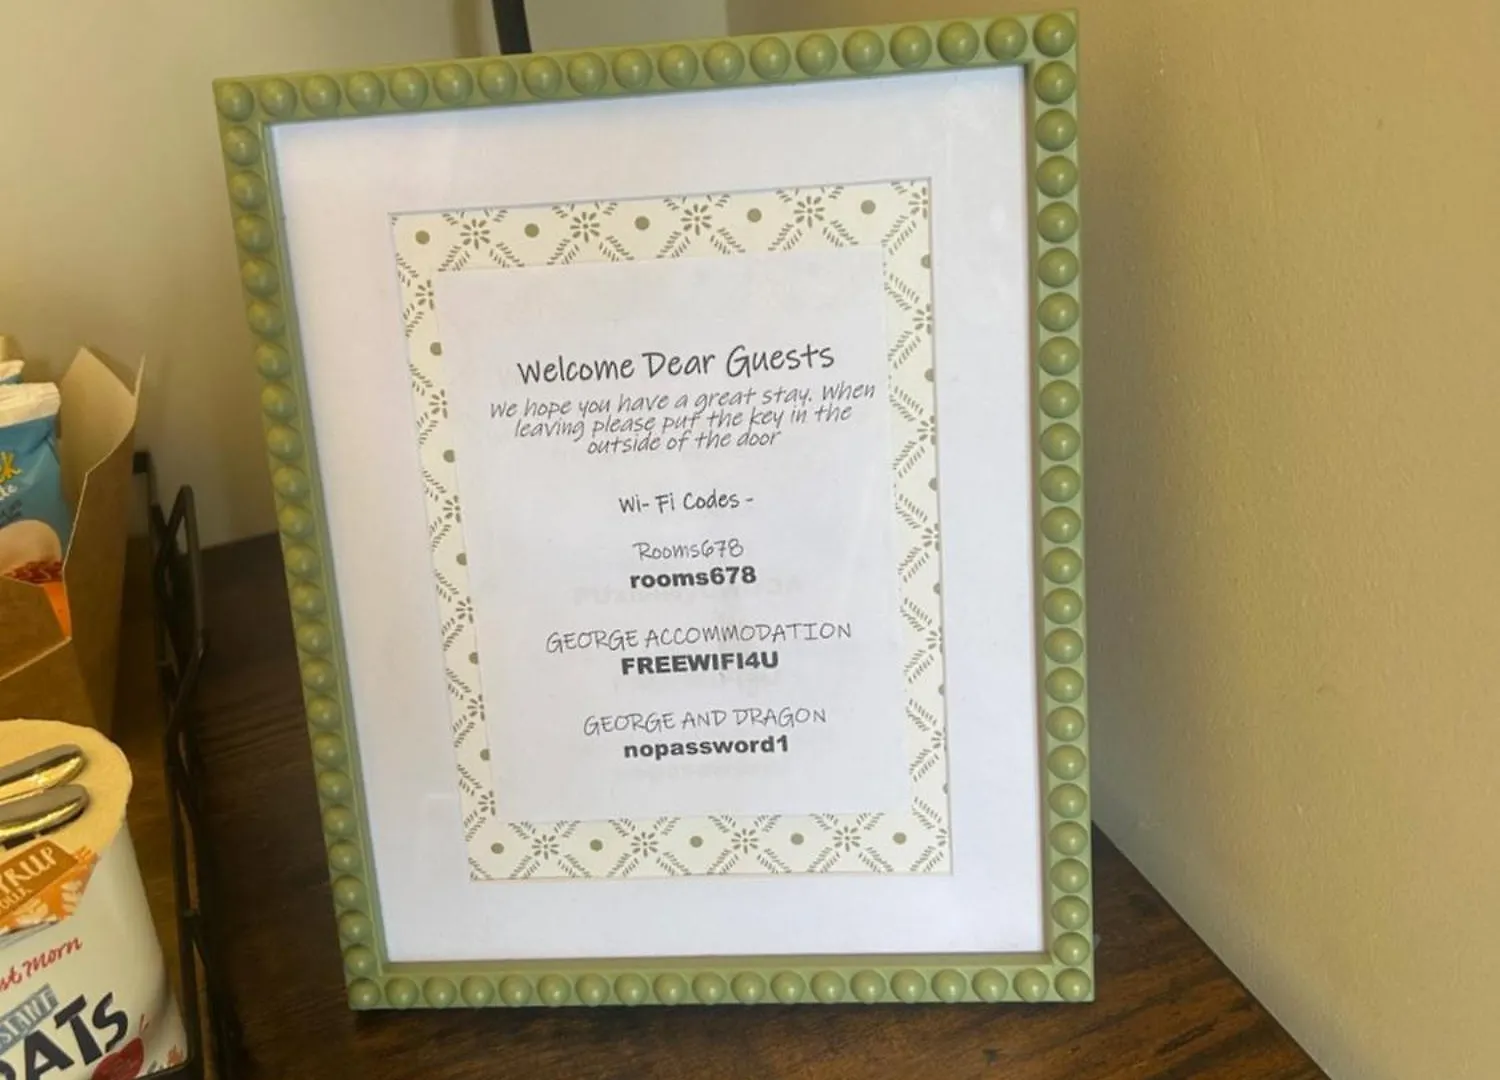 Welcome Dear Guests
We hope you have a great stay. When
leaving please put the key in the
outside of the door
Wi- Fi Codes -
Rooms678
rooms678
GEORGE ACCOMMODATION
FREEWIFI4U
GEORGE AND DRAGON
nopassword1